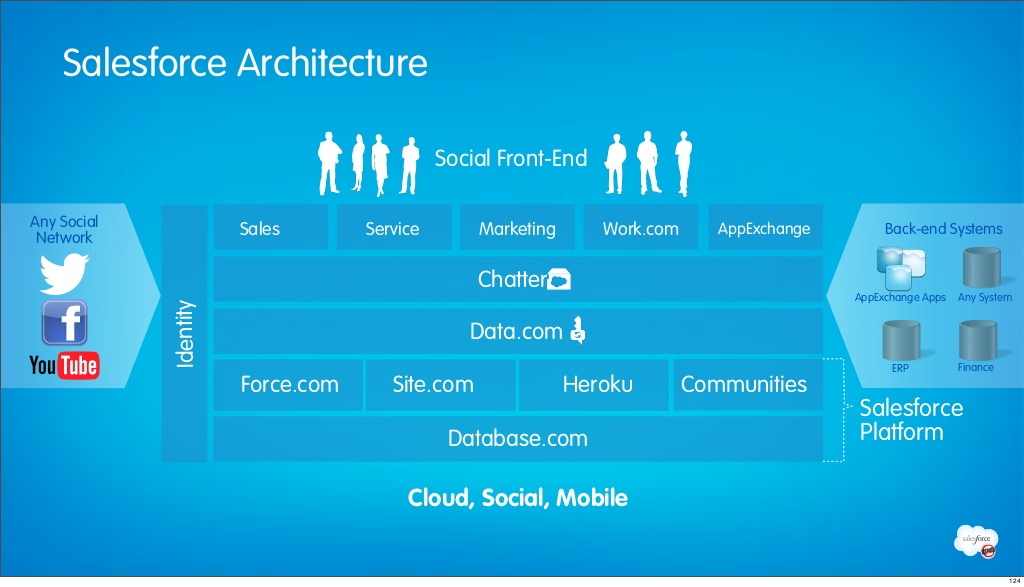 Salesforce Architecture
Social Front-End
Any Social
Network
You Tube
Identity
Sales
Service
Marketing
Work.com
AppExchange
Chatter
Data.com
Force.com
Site.com
Heroku
Communities
Database.com
Back-end Systems
AppExchange Apps
Any System
ERP
Finance
Salesforce
Platform
Cloud, Social, Mobile
salesforce
124